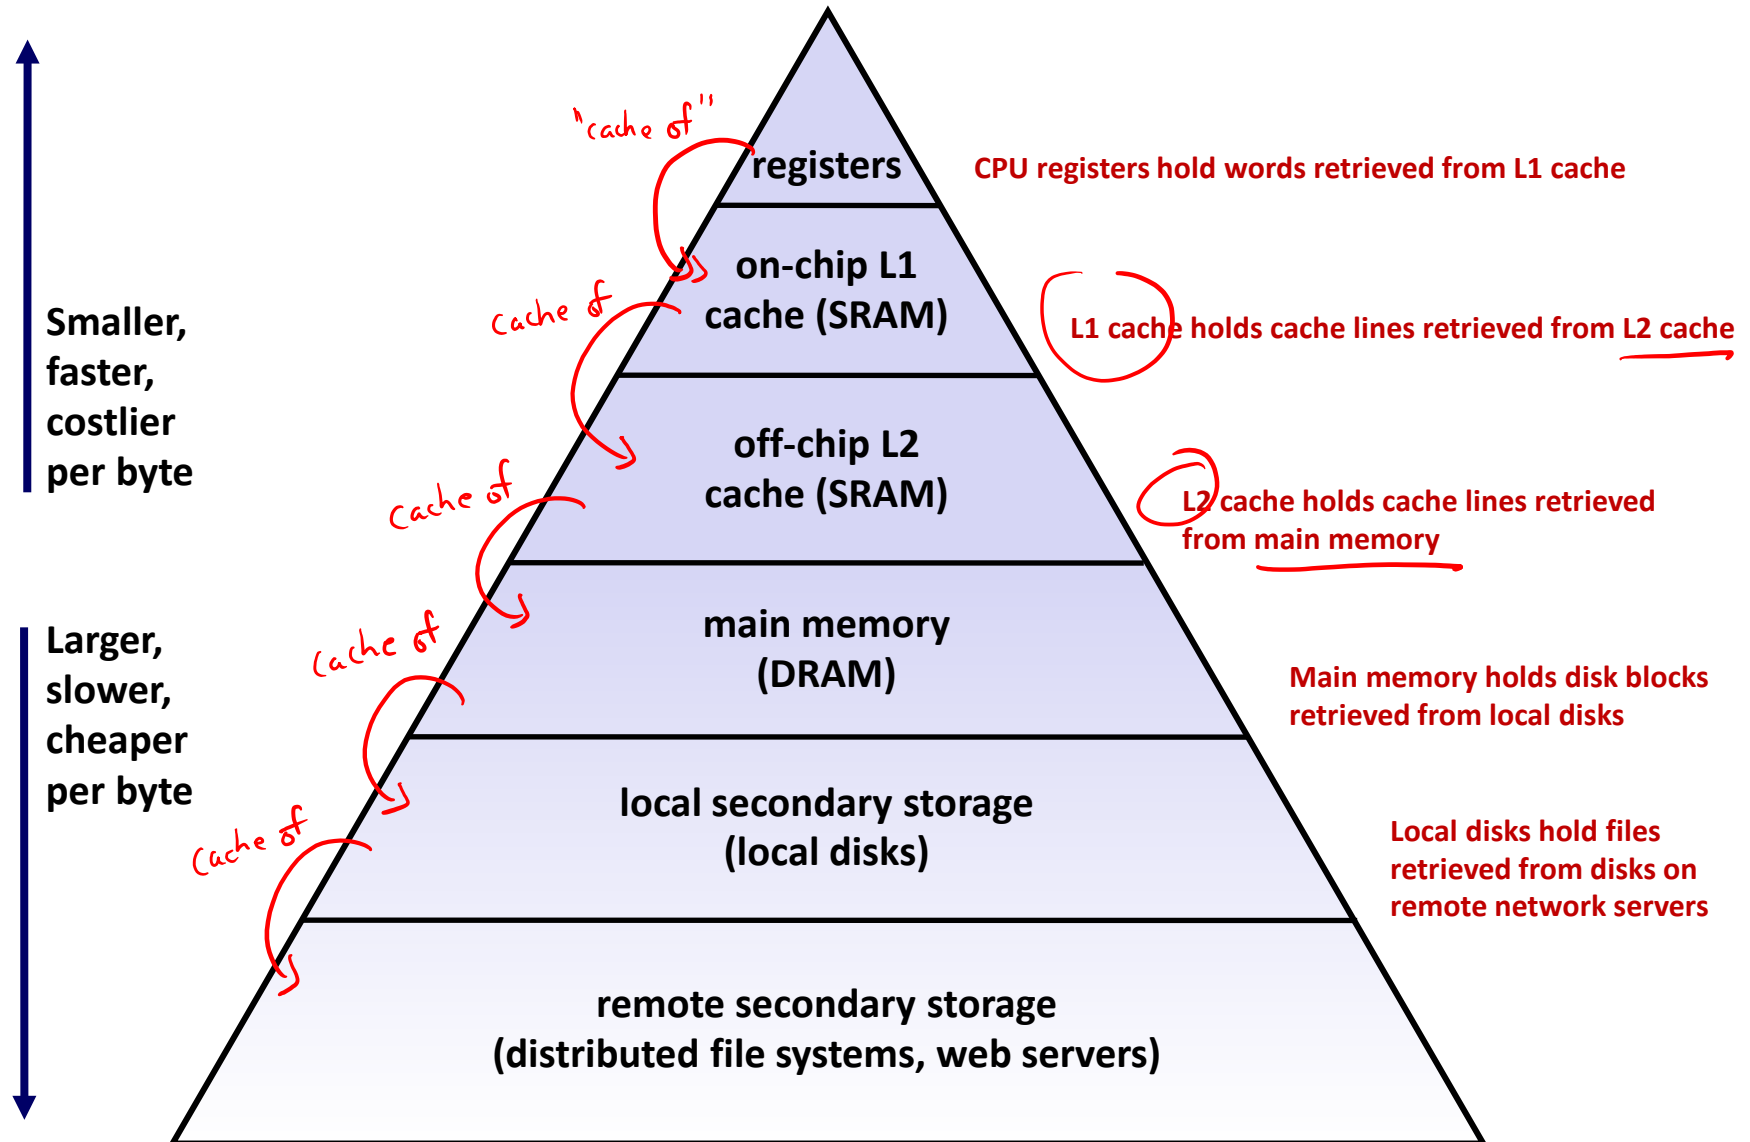 "cache of"
registers
CPU registers hold words retrieved from L1 cache
on-chip L1
cache (SRAM)
Cache of
L1 cache holds cache lines retrieved from L2 cache
Smaller,
faster,
costlier
per byte
off-chip L2
cache (SRAM)
Cache of
L2 cache holds cache lines retrieved
from main memory
Larger,
slower,
cheaper
per byte
Cache of
main memory
(DRAM)
Main memory holds disk blocks
retrieved from local disks
Cache of
local secondary storage
(local disks)
Local disks hold files
retrieved from disks on
remote network servers
remote secondary storage
(distributed file systems, web servers)